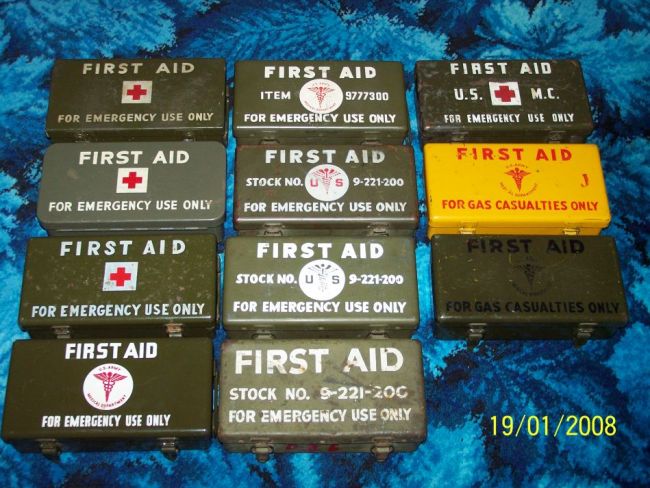 FIRST AID
FOR EMERGENCY USE ONLY
FIRST AID
FOR EMERGENCY USE ONLY
FIRST AID
FOR EMERGENCY USE ONLY
FIRST AID
U.S. ARMY
MEDICAL DEPARTMENT
FOR EMERGENCY USE ONLY
FIRST AID
ITEM 9777300
FOR EMERGENCY USE ONLY
FIRST AID
STOCK NO. U S 9-221-200
FOR EMERGENCY USE ONLY
FIRST AID
STOCK NO. U S 9-221-200
FOR EMERGENCY USE ONLY
FIRST AID
STOCK NO. 9-221-200
FOR EMERGENCY USE ONLY
FIRST AID
U.S. M.C.
FOR EMERGENCY USE ONLY
FIRST AID
U.S. ARMY
J
FOR GAS CASUALTIES ONLY
FIRST AID
FOR GAS CASUALTIES ONLY
19/01/2008